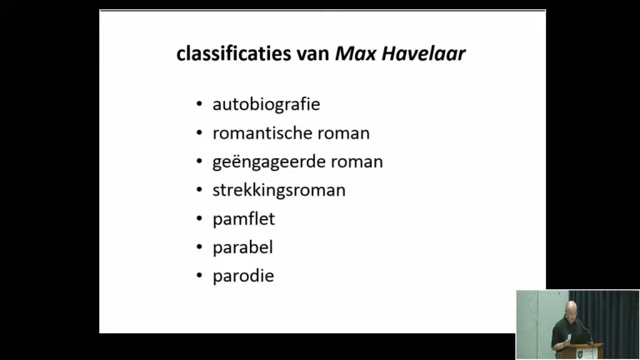 classificaties van Max Havelaar
• autobiografie
• romantische roman
• geëngageerde roman
• strekkingsroman
• pamflet
• parabel
• parodie